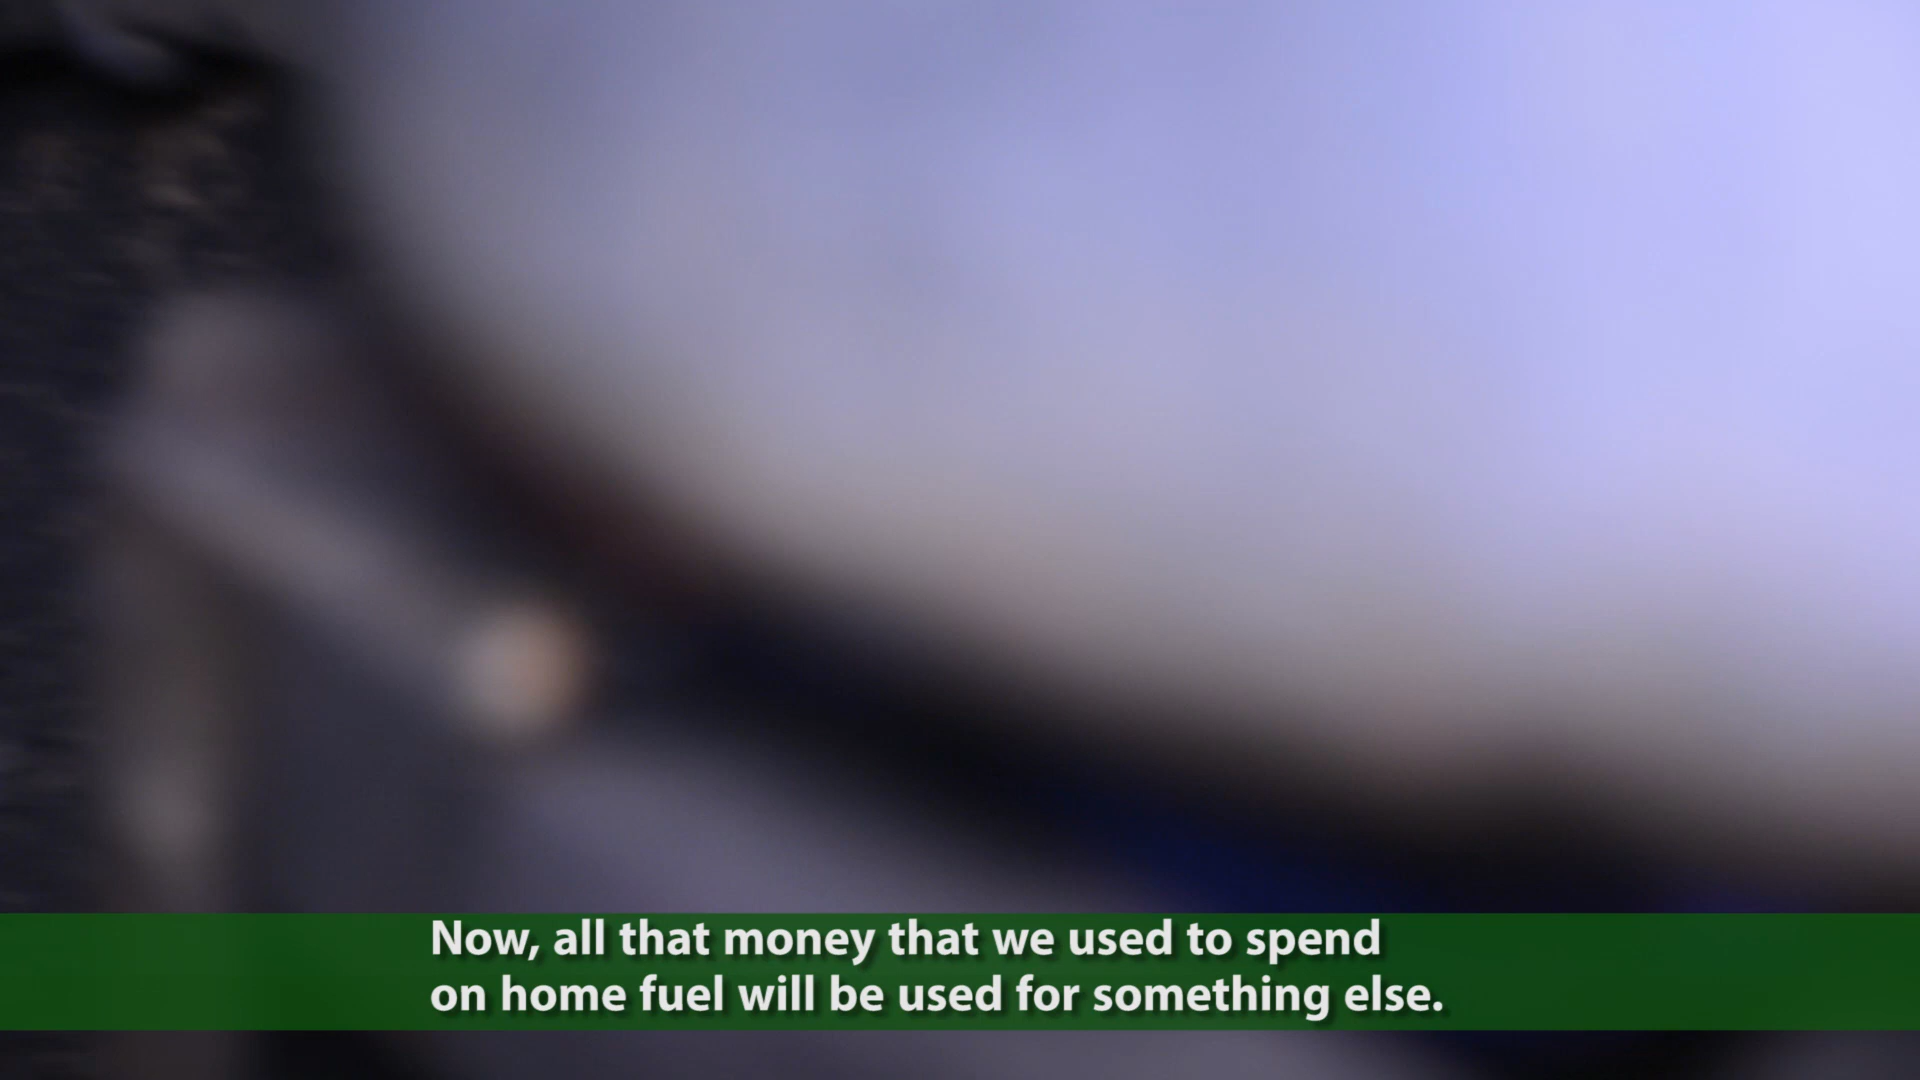 Now, all that money that we used to spend
on home fuel will be used for something else.